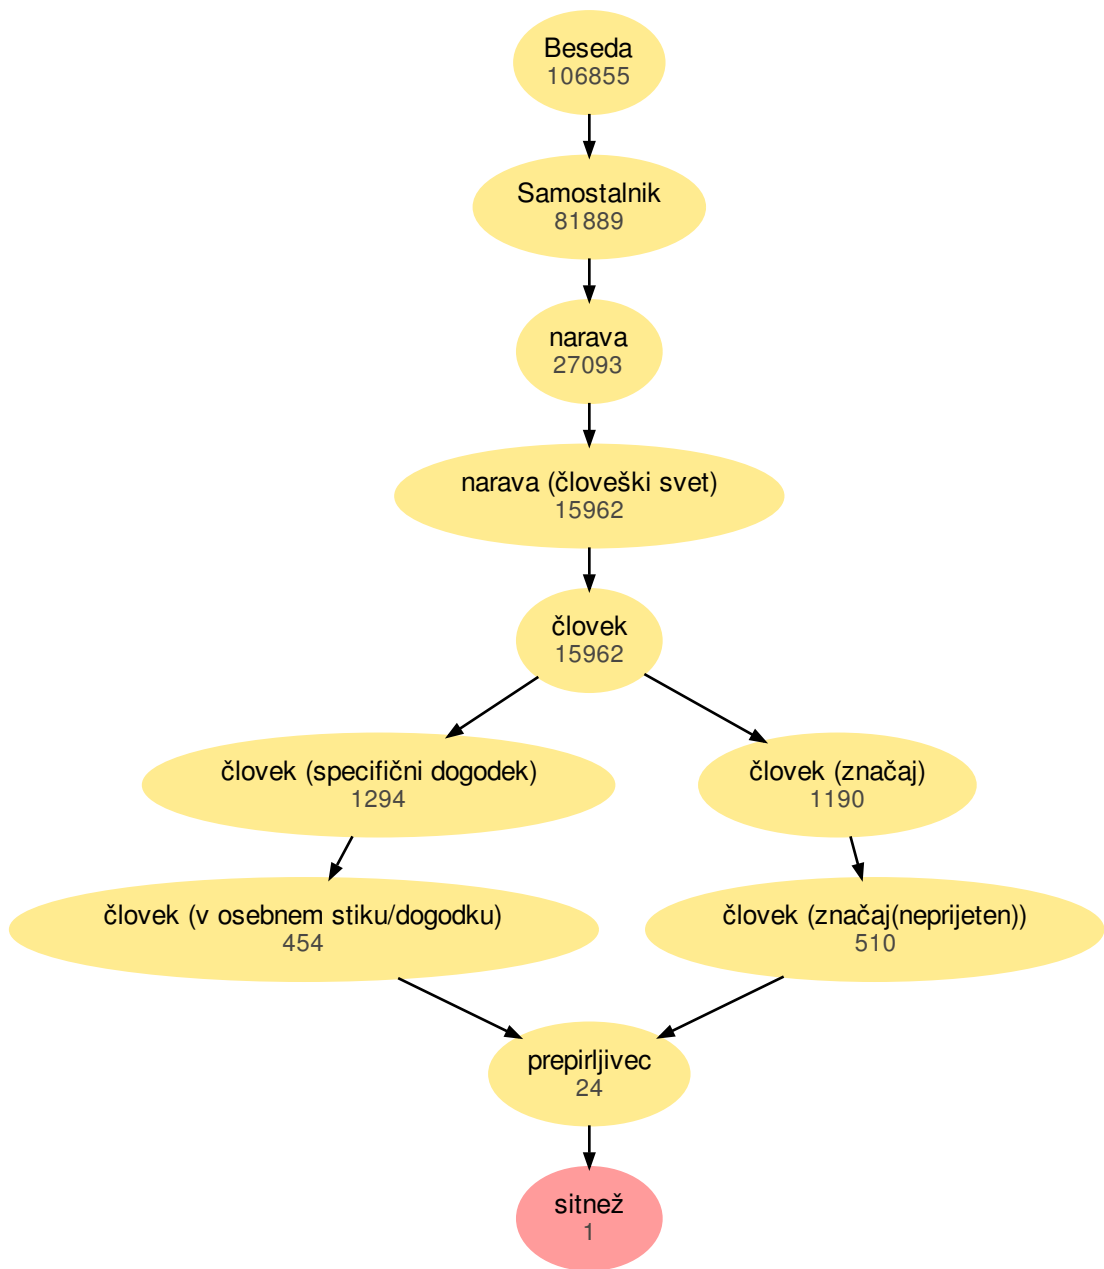 Beseda
106855
Samostalnik
81889
narava
27093
narava (človeški svet)
15962
človek
15962
človek (specifični dogodek)
1294
človek (značaj)
1190
človek (v osebnem stiku/dogodku)
454
človek (značaj(neprijeten))
510
prepirljivec
24
sitnež
1